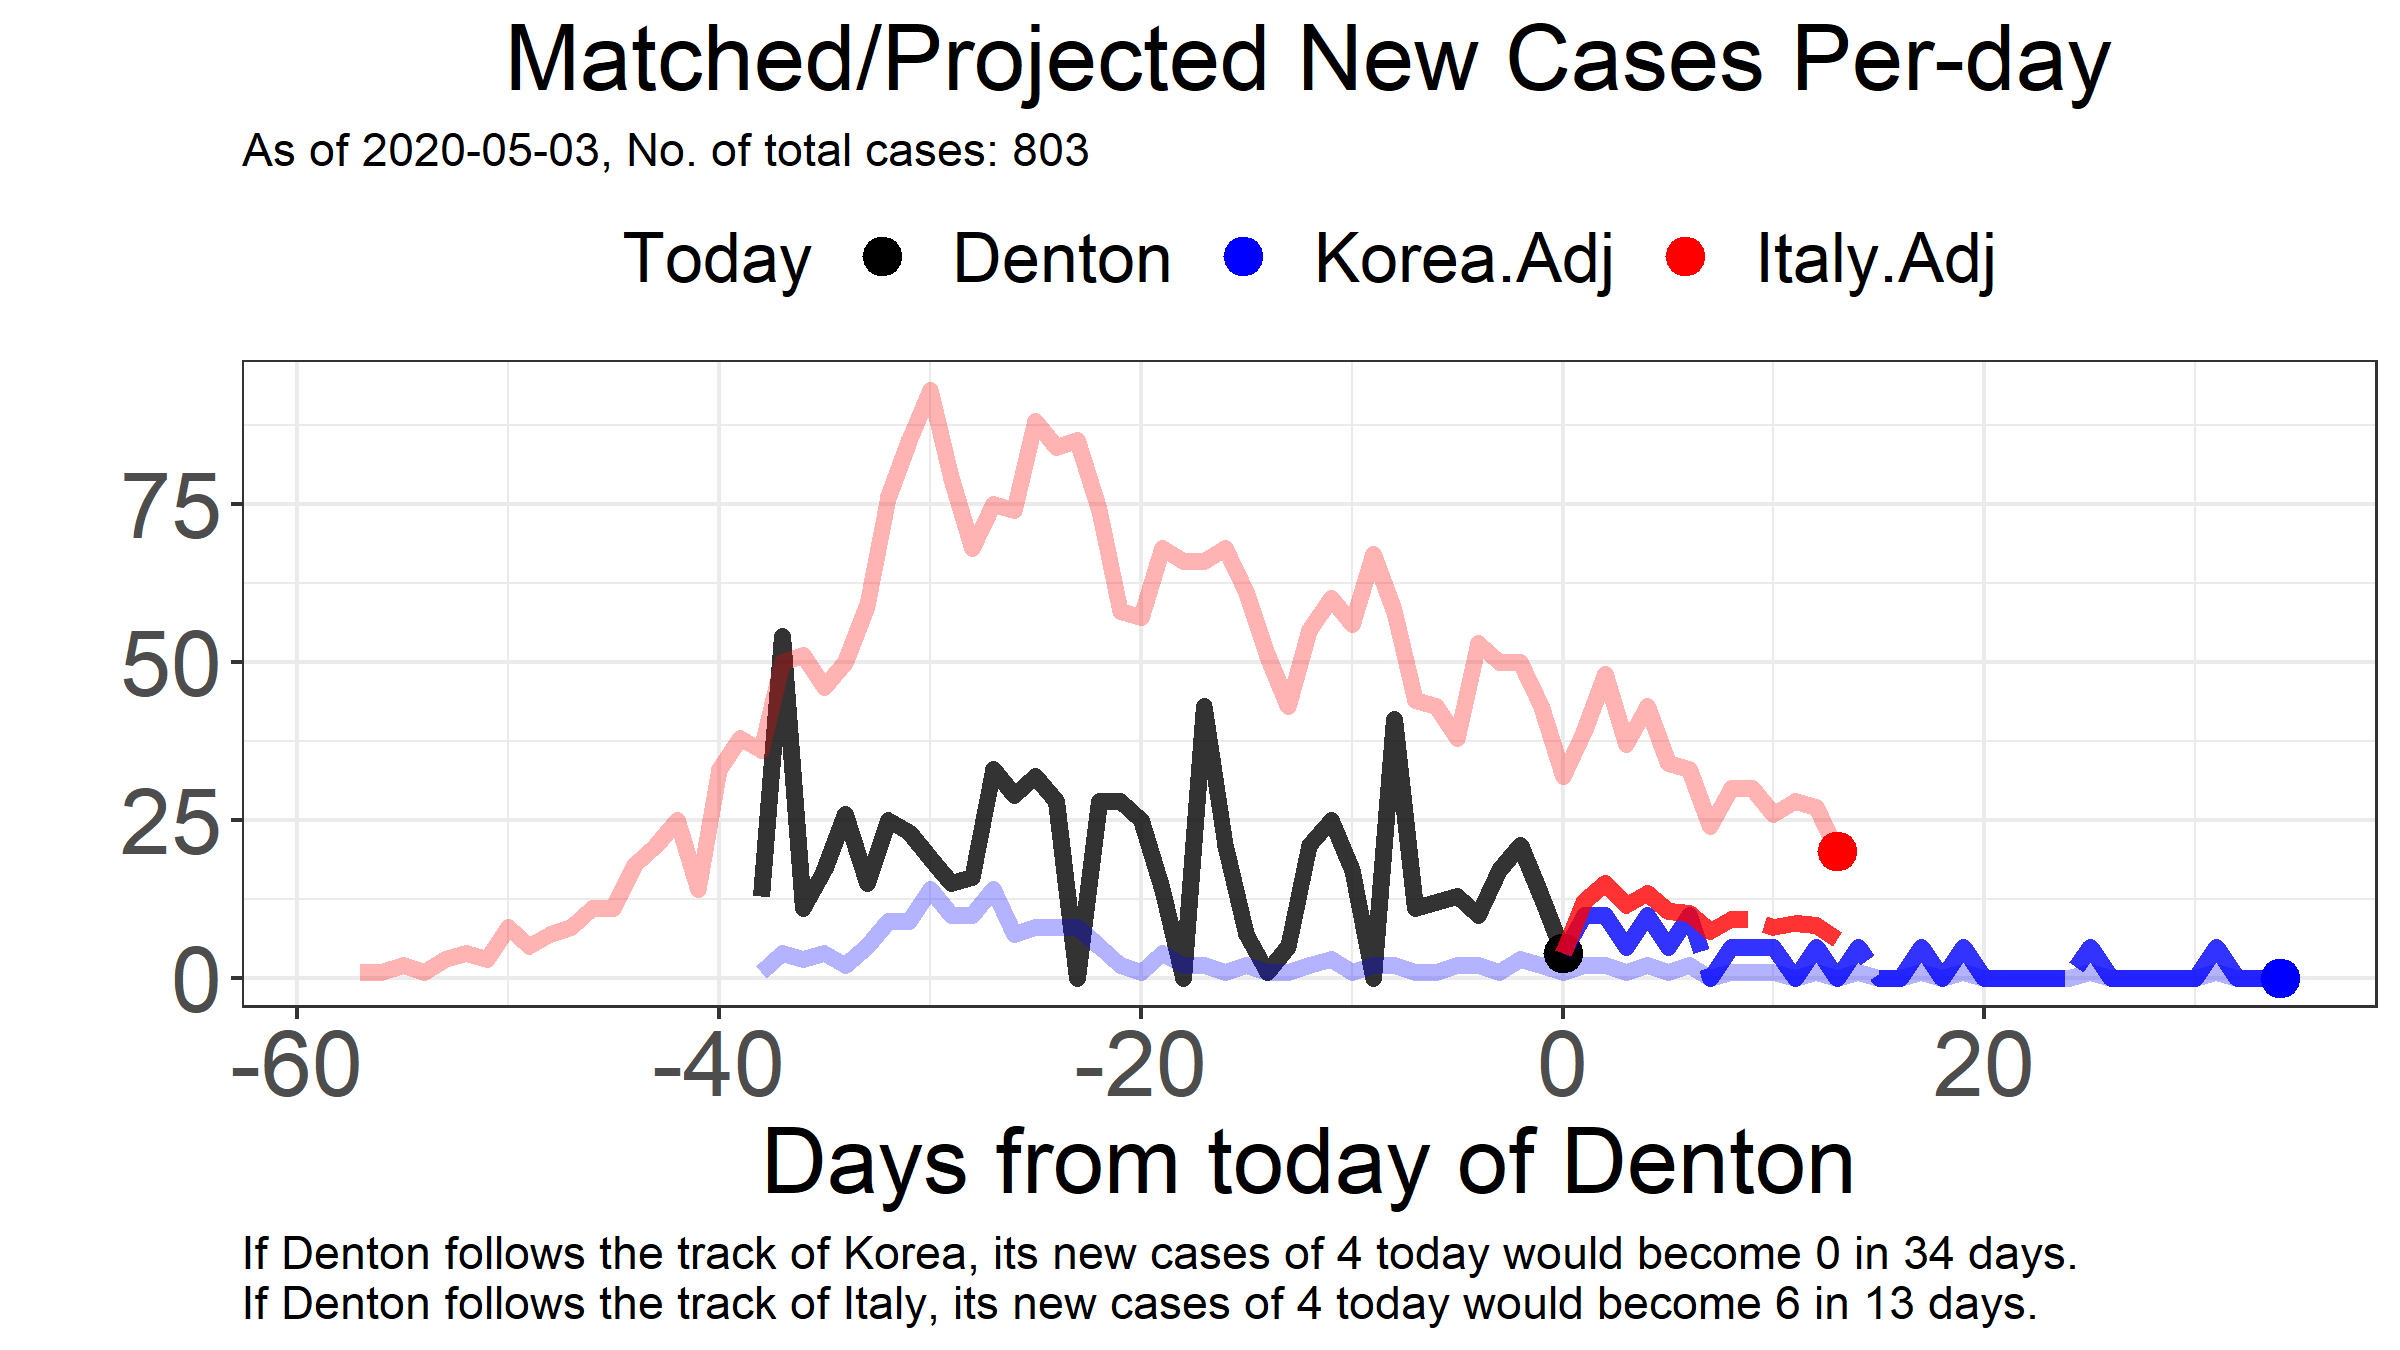 Matched/Projected New Cases Per-day
As of 2020-05-03, No. of total cases: 803
Today Denton Korea.Adj Italy.Adj
75
50
25
0
-60 -40 -20 0 20
Days from today of Denton
If Denton follows the track of Korea, its new cases of 4 today would become 0 in 34 days.
If Denton follows the track of Italy, its new cases of 4 today would become 6 in 13 days.